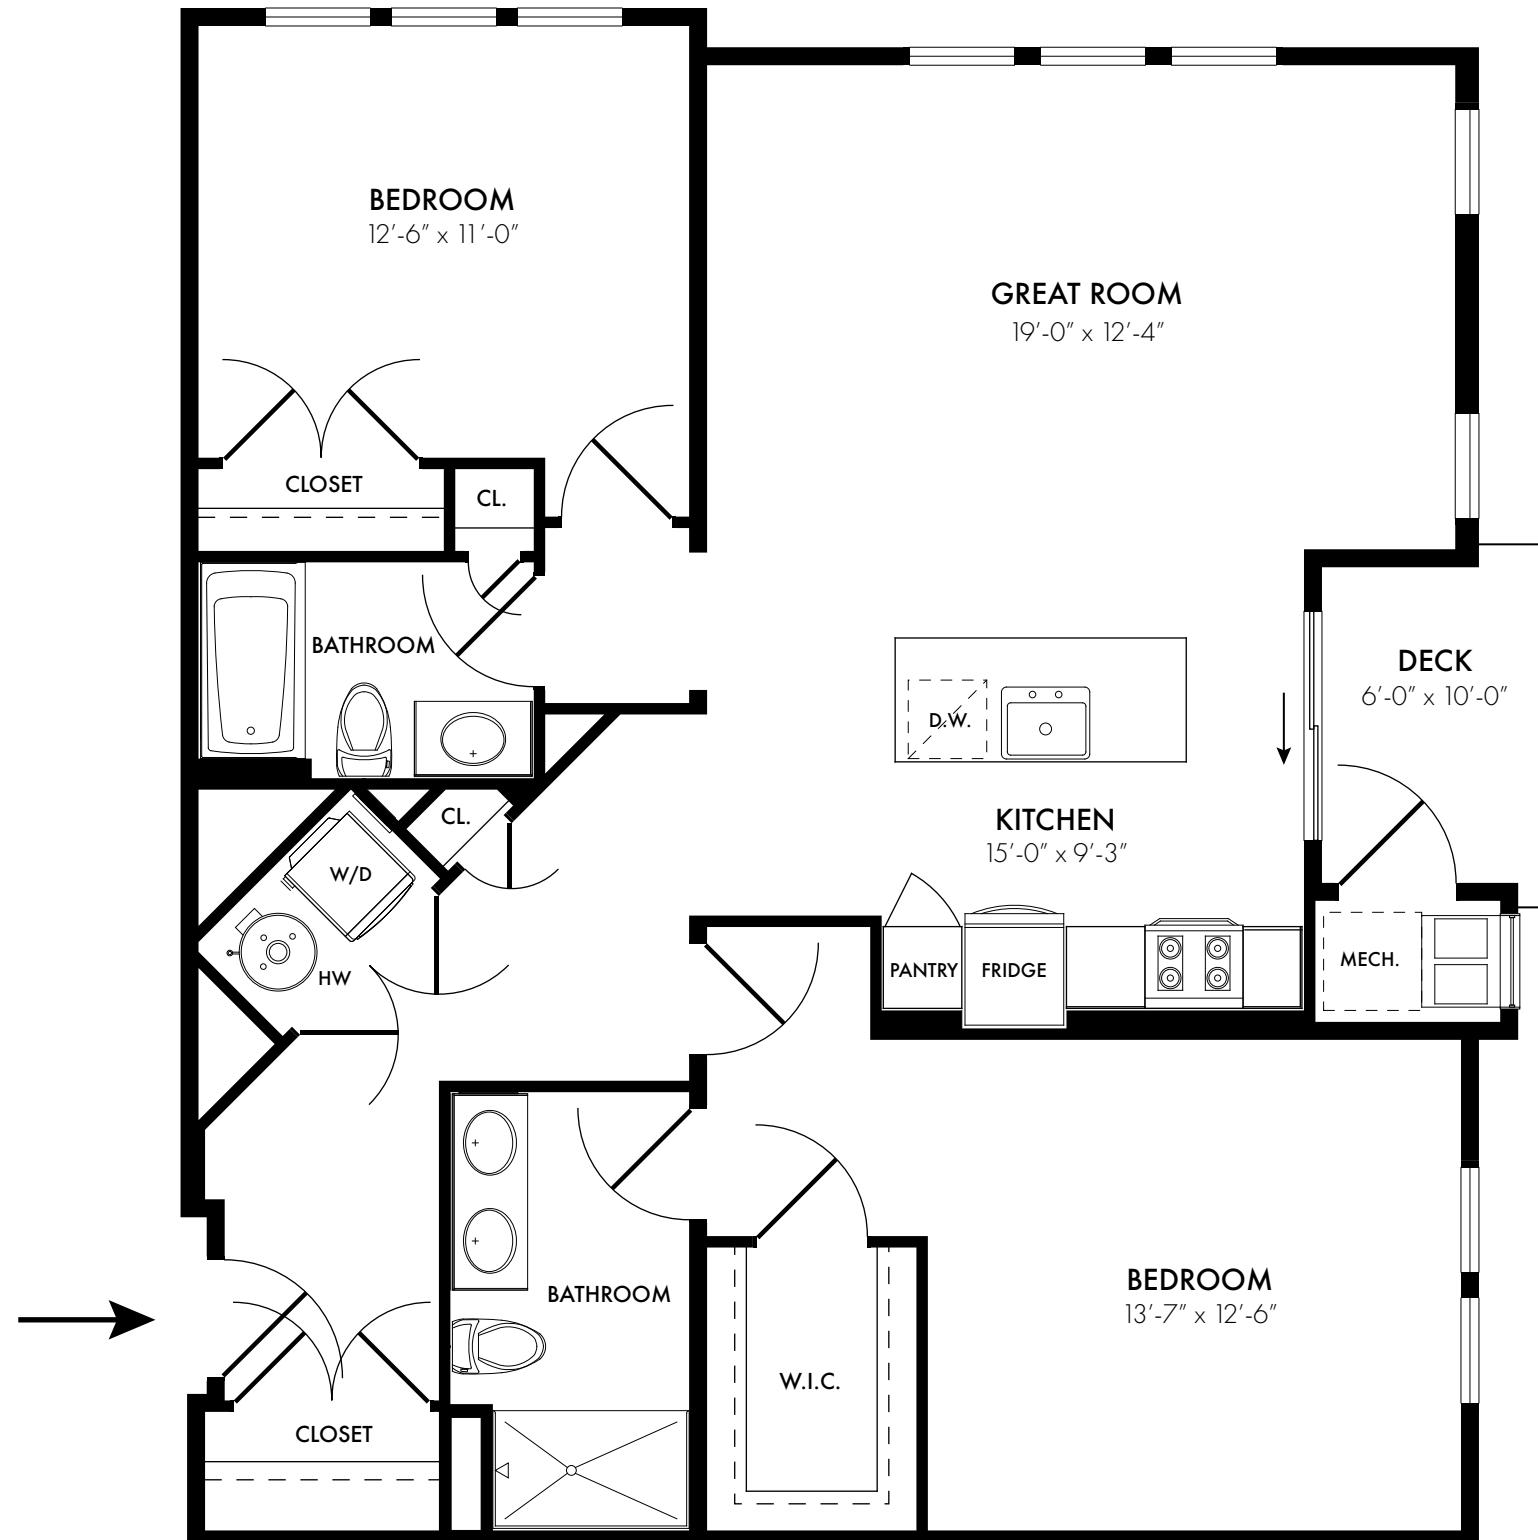 BEDROOM
12’-6” x 11’-0”
GREAT ROOM
19’-0” x 12’-4”
CLOSET
CL.
BATHROOM
DECK
6’-0” x 10’-0”
D.W.
KITCHEN
15’-0” x 9’-3”
CL.
W/D
HW
PANTRY
FRIDGE
MECH.
BEDROOM
13’-7” x 12’-6”
BATHROOM
W.I.C.
CLOSET